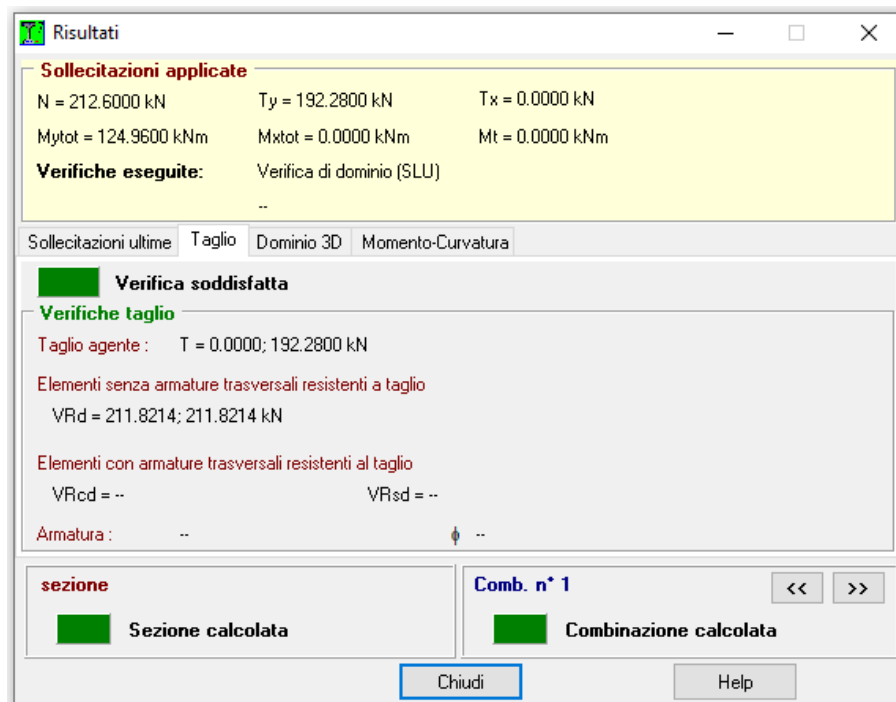 Risultati
Sollecitazioni applicate
N = 212.6000 kN Ty = 192.2800 kN Tx = 0.0000 kN
Mytot = 124.9600 kNm Mxtot = 0.0000 kNm Mt = 0.0000 kNm
Verifiche eseguite: Verifica di dominio (SLU)
--
Sollecitazioni ultime Taglio Dominio 3D Momento-Curvatura
Verifica soddisfatta
Verifiche taglio
Taglio agente : T = 0.0000; 192.2800 kN
Elementi senza armature trasversali resistenti a taglio
VRd = 211.8214; 211.8214 kN
Elementi con armature trasversali resistenti al taglio
VRcd = -- VRsd = --
Armatura : -- ϕ --
sezione Comb. n° 1 << >>
Sezione calcolata Combinazione calcolata
Chiudi Help